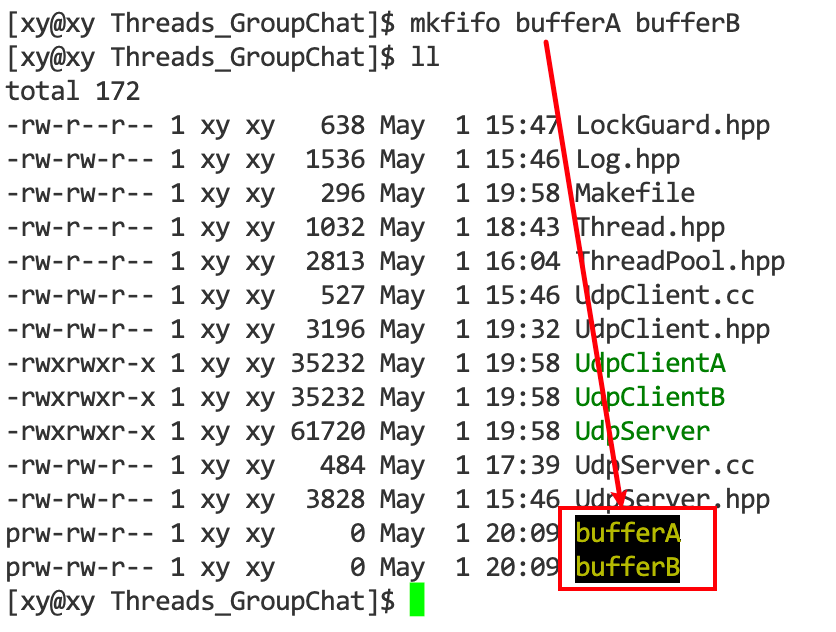 [xy@xy Threads_GroupChat]$ mkfifo bufferA bufferB
[xy@xy Threads_GroupChat]$ ll
total 172
-rw-r--r-- 1 xy xy   638 May  1 15:47 LockGuard.hpp
-rw-rw-r-- 1 xy xy  1536 May  1 15:46 Log.hpp
-rw-rw-r-- 1 xy xy   296 May  1 19:58 Makefile
-rw-rw-r-- 1 xy xy  1032 May  1 18:43 Thread.hpp
-rw-rw-r-- 1 xy xy  2813 May  1 16:04 ThreadPool.hpp
-rw-rw-r-- 1 xy xy   527 May  1 15:46 UdpClient.cc
-rw-rw-r-- 1 xy xy  3196 May  1 19:32 UdpClient.hpp
-rwxrwxr-x 1 xy xy 35232 May  1 19:58 UdpClientA
-rwxrwxr-x 1 xy xy 35232 May  1 19:58 UdpClientB
-rwxrwxr-x 1 xy xy 61720 May  1 19:58 UdpServer
-rw-rw-r-- 1 xy xy   484 May  1 17:39 UdpServer.cc
-rw-rw-r-- 1 xy xy  3828 May  1 15:46 UdpServer.hpp
prw-rw-r-- 1 xy xy     0 May  1 20:09 bufferA
prw-rw-r-- 1 xy xy     0 May  1 20:09 bufferB
[xy@xy Threads_GroupChat]$